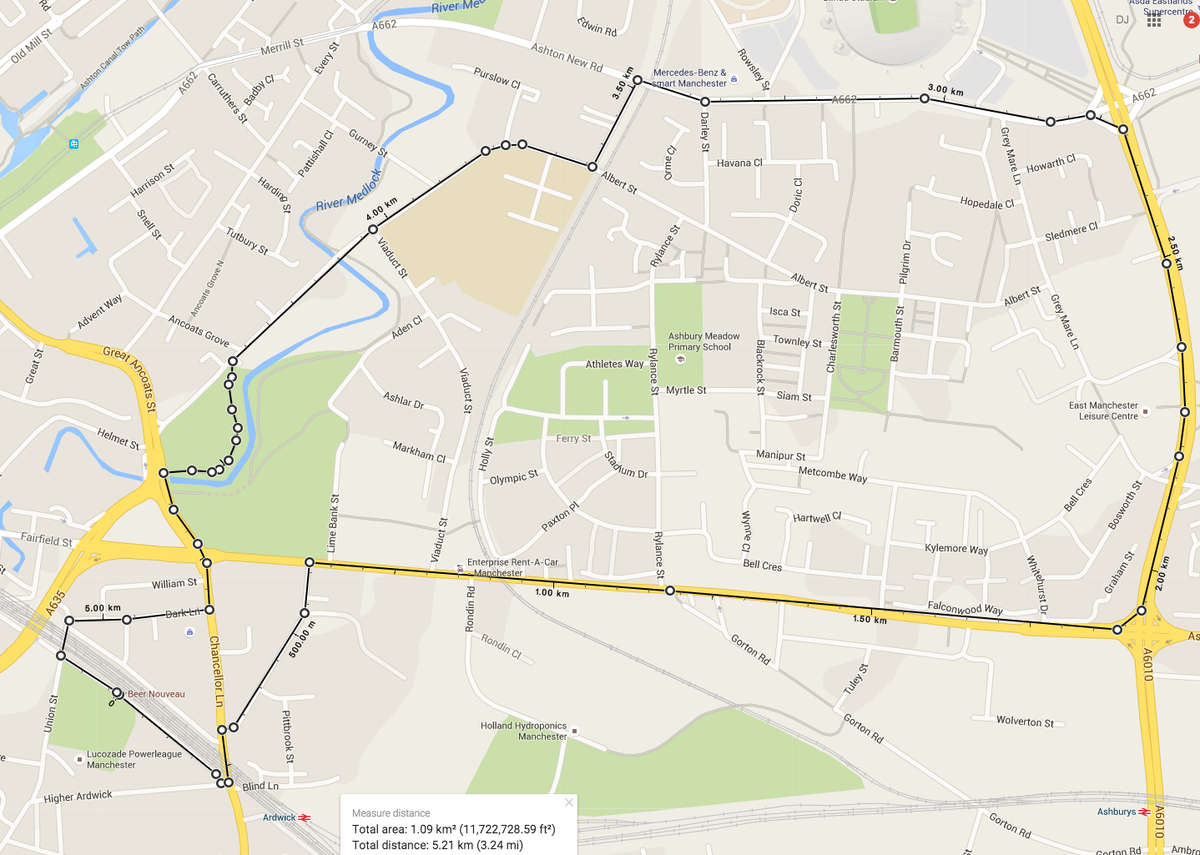 River Me
A662
Edwin Rd
Asda Eastlands
Supercentre
DJ
2
Old Mill St
Ashton Canal Tow Path
Merrill St
Every St
Ashton New Rd
Rowsley St
A662
Carruthers St
Badby Cl
Purslow Cl
3.50 km
Mercedes-Benz &
smart Manchester
3.00 km
A662
A662
Pattishall Cl
Gurney St
Darley St
Orme Cl
Havana Cl
Grey Mare Ln
Howarth Cl
Harrison St
Harding St
River Medlock
4.00 km
Albert St
Doric Cl
Hopedale Cl
Snell St
Tutbury St
Viaduct St
Rylance St
Pilgrim Dr
Sledmere Cl
2.50 km
Ancoats Grove N
Albert St
Albert St
Advent Way
Ancoats Grove
Aden Cl
Isca St
Charlesworth St
Barmouth St
Grey Mare Ln
Great St
Great Ancoats St
Ashbury Meadow
Primary School
Townley St
Athletes Way
Rylance St
Blackrock St
Viaduct St
Myrtle St
Siam St
Ashlar Dr
East Manchester
Leisure Centre
Helmet St
Ferry St
Markham Cl
Holly St
Stadium Dr
Manipur St
Metcombe Way
Olympic St
Bell Cres
Bosworth St
Lime Bank St
Paxton Pl
Wynne Cl
Hartwell Cl
Fairfield St
Viaduct St
Rylance St
Kylemore Way
Enterprise Rent-A-Car
Manchester
Bell Cres
Whitehurst Dr
Graham St
2.00 km
William St
A635
5.00 km
Dark Ln
Rondin Rd
1.00 km
Falconwood Way
1.50 km
500.00 m
Chancellor Ln
Rondin Cl
Gorton Rd
A6010
As
Tuley St
Beer Nouveau
0
Union St
Pittbrook St
Holland Hydroponics
Manchester
Gorton Rd
Wolverton St
Lucozade Powerleague
Manchester
Blind Ln
Higher Ardwick
Ardwick
Measure distance
Total area: 1.09 km² (11,722,728.59 ft²)
Total distance: 5.21 km (3.24 mi)
Ashburys
A6010
Gorton Rd
Gorton Rd
Ambro